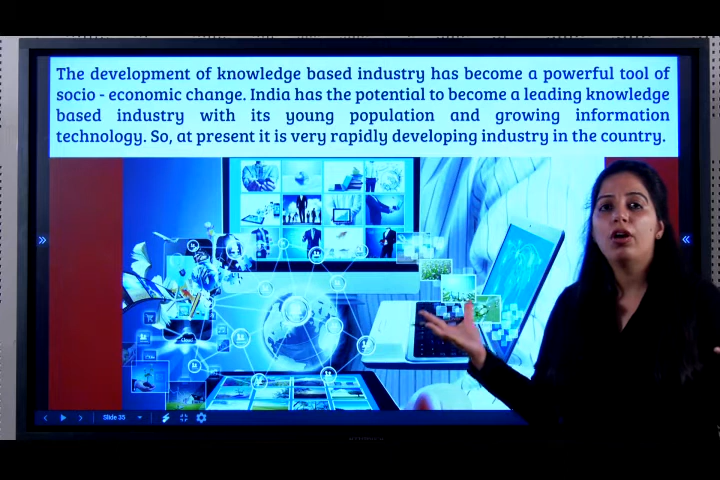 The development of knowledge based industry has become a powerful tool of
socio - economic change. India has the potential to become a leading knowledge
based industry with its young population and growing information
technology. So, at present it is very rapidly developing industry in the country.
Slide 35